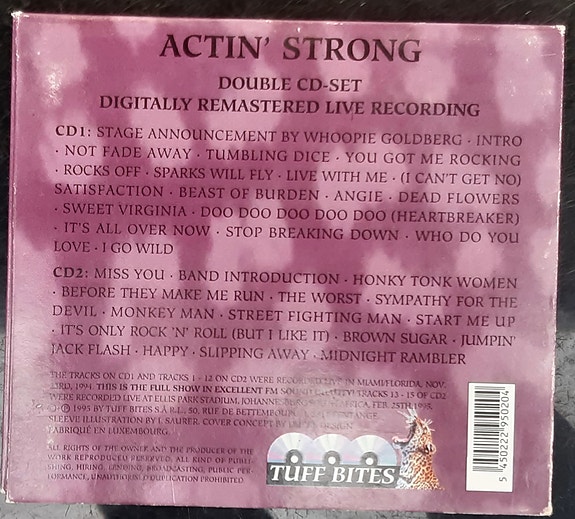 ACTIN' STRONG
DOUBLE CD-SET
DIGITALLY REMASTERED LIVE RECORDING
CD1: STAGE ANNOUNCEMENT BY WHOOPIE GOLDBERG · INTRO
· NOT FADE AWAY · TUMBLING DICE · YOU GOT ME ROCKING
· ROCKS OFF · SPARKS WILL FLY · LIVE WITH ME · (I CAN'T GET NO)
SATISFACTION · BEAST OF BURDEN · ANGIE · DEAD FLOWERS
· SWEET VIRGINIA · DOO DOO DOO DOO DOO (HEARTBREAKER)
· IT'S ALL OVER NOW · STOP BREAKING DOWN · WHO DO YOU
LOVE · I GO WILD
CD2: MISS YOU · BAND INTRODUCTION · HONKY TONK WOMEN
· BEFORE THEY MAKE ME RUN · THE WORST · SYMPATHY FOR THE
DEVIL · MONKEY MAN · STREET FIGHTING MAN · START ME UP
· IT'S ONLY ROCK 'N' ROLL (BUT I LIKE IT) · BROWN SUGAR · JUMPIN'
JACK FLASH · HAPPY · SLIPPING AWAY · MIDNIGHT RAMBLER
THE TRACKS ON CD1 AND TRACKS 1 - 12 ON CD2 WERE RECORDED LIVE IN MIAMI/FLORIDA, NOV.
23RD, 1994. THIS IS THE FULL SHOW IN EXCELLENT FM SOUND QUALITY! TRACKS 13 - 15 OF CD2
WERE RECORDED LIVE AT ELLIS PARK STADIUM, JOHANNESBURG, AFRICA, FEB. 25TH 1995.
© ℗ 1995 BY TUFF BITES S.A.R.L., 50, RUE DE BETTEMBOURG
SLEEVE ILLUSTRATION BY I. SAURER. COVER CONCEPT BY DESIGN
FABRIQUÉ EN LUXEMBOURG.
ALL RIGHTS OF THE OWNER AND THE PRODUCER OF THE
WORK REPRODUCED RESERVED. ALL KIND OF PUBLI-
SHING, HIRING, LENDING, BROADCASTING, PUBLIC PER-
FORMANCE, UNAUTHORISED DUPLICATION PROHIBITED.
TUFF BITES
5 450222 950204